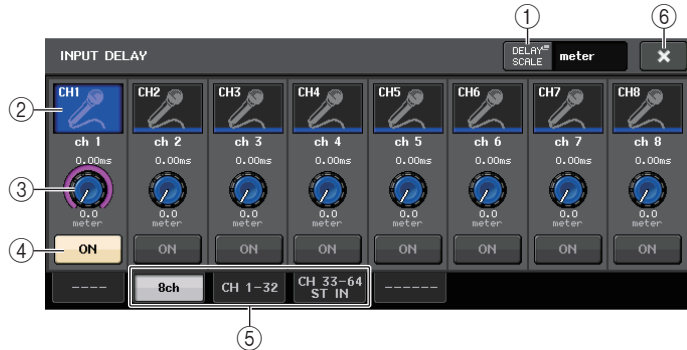 ① ⑥
INPUT DELAY DELAY SCALE meter ×
② CH1 CH2 CH3 CH4 CH5 CH6 CH7 CH8
ch 1 ch 2 ch 3 ch 4 ch 5 ch 6 ch 7 ch 8
0.00ms 0.00ms 0.00ms 0.00ms 0.00ms 0.00ms 0.00ms 0.00ms
③
0.0 0.0 0.0 0.0 0.0 0.0 0.0 0.0
meter meter meter meter meter meter meter meter
④ ON ON ON ON ON ON ON ON
---- 8ch CH 1-32 CH 33-64 ST IN ------
⑤